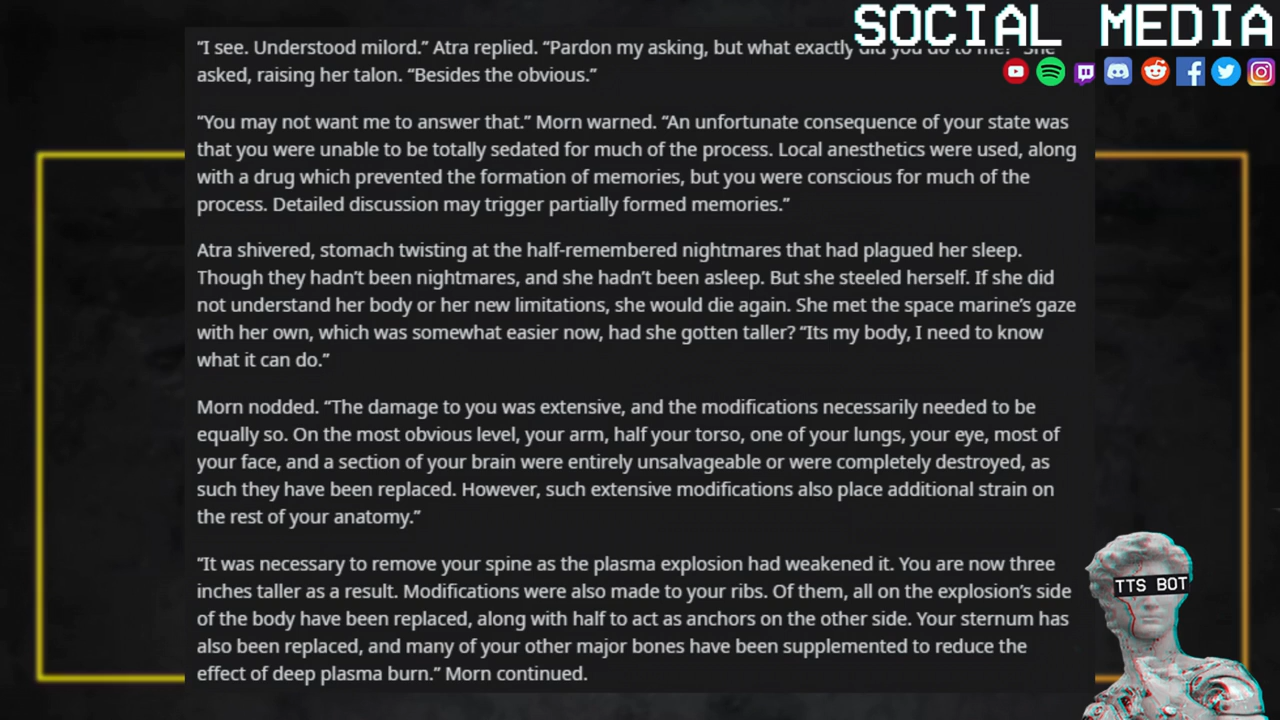 SOCIAL MEDIA
“I see. Understood milord.” Atra replied. “Pardon my asking, but what exactly did you do to me?” She
asked, raising her talon. “Besides the obvious.”
“You may not want me to answer that.” Morn warned. “An unfortunate consequence of your state was
that you were unable to be totally sedated for much of the process. Local anesthetics were used, along
with a drug which prevented the formation of memories, but you were conscious for much of the
process. Detailed discussion may trigger partially formed memories.”
Atra shivered, stomach twisting at the half-remembered nightmares that had plagued her sleep.
Though they hadn’t been nightmares, and she hadn’t been asleep. But she steeled herself. If she did
not understand her body or her new limitations, she would die again. She met the space marine’s gaze
with her own, which was somewhat easier now, had she gotten taller? “Its my body, I need to know
what it can do.”
Morn nodded. “The damage to you was extensive, and the modifications necessarily needed to be
equally so. On the most obvious level, your arm, half your torso, one of your lungs, your eye, most of
your face, and a section of your brain were entirely unsalvageable or were completely destroyed, as
such they have been replaced. However, such extensive modifications also place additional strain on
the rest of your anatomy.”
“It was necessary to remove your spine as the plasma explosion had weakened it. You are now three
inches taller as a result. Modifications were also made to your ribs. Of them, all on the explosion’s side
of the body have been replaced, along with half to act as anchors on the other side. Your sternum has
also been replaced, and many of your other major bones have been supplemented to reduce the
effect of deep plasma burn.” Morn continued.
TTS BOT